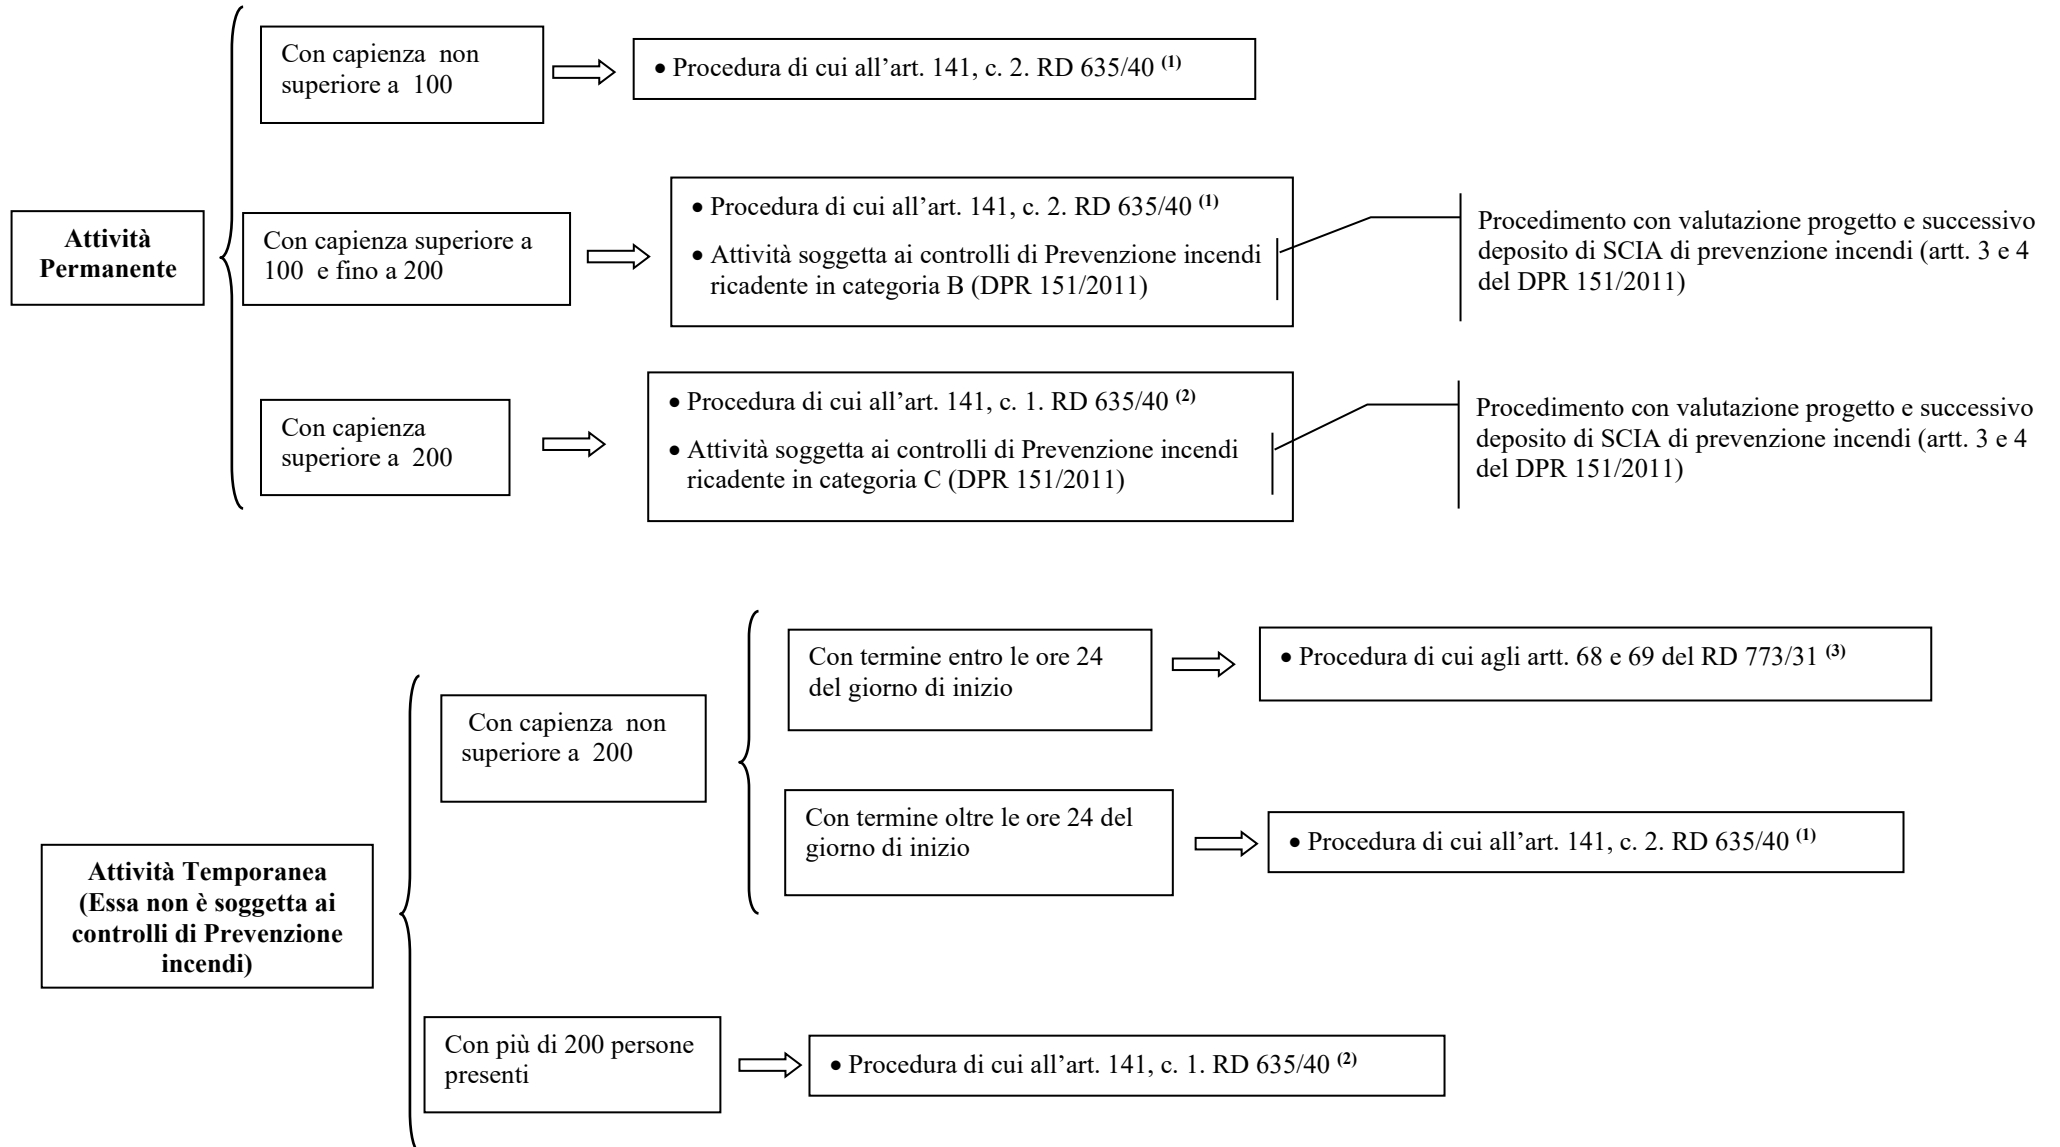 Con capienza non
superiore a 100
• Procedura di cui all’art. 141, c. 2. RD 635/40 (1)
Attività
Permanente
Con capienza superiore a
100 e fino a 200
• Procedura di cui all’art. 141, c. 2. RD 635/40 (1)
• Attività soggetta ai controlli di Prevenzione incendi
ricadente in categoria B (DPR 151/2011)
Procedimento con valutazione progetto e successivo
deposito di SCIA di prevenzione incendi (artt. 3 e 4
del DPR 151/2011)
Con capienza
superiore a 200
• Procedura di cui all’art. 141, c. 1. RD 635/40 (2)
• Attività soggetta ai controlli di Prevenzione incendi
ricadente in categoria C (DPR 151/2011)
Procedimento con valutazione progetto e successivo
deposito di SCIA di prevenzione incendi (artt. 3 e 4
del DPR 151/2011)
Attività Temporanea
(Essa non è soggetta ai
controlli di Prevenzione
incendi)
Con capienza non
superiore a 200
Con termine entro le ore 24
del giorno di inizio
• Procedura di cui agli artt. 68 e 69 del RD 773/31 (3)
Con termine oltre le ore 24 del
giorno di inizio
• Procedura di cui all’art. 141, c. 2. RD 635/40 (1)
Con più di 200 persone
presenti
• Procedura di cui all’art. 141, c. 1. RD 635/40 (2)